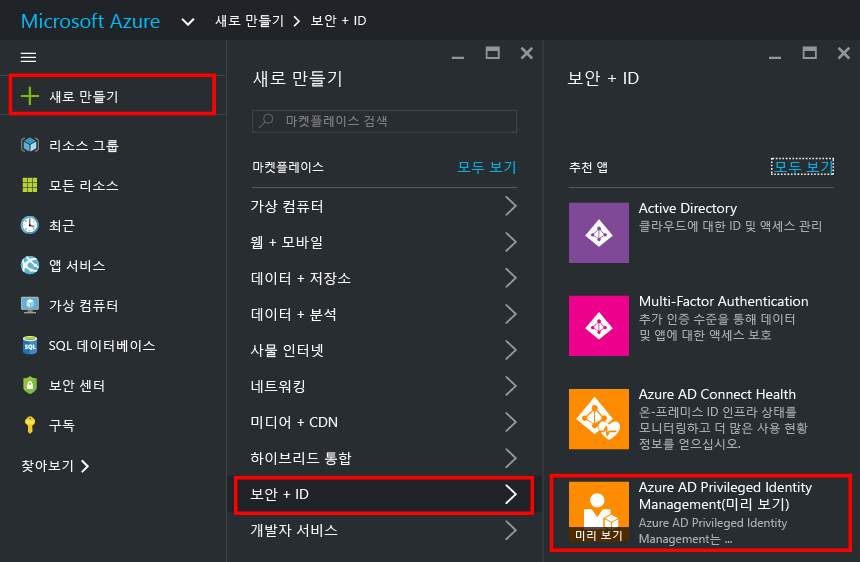 Microsoft Azure 새로 만들기 > 보안 + ID
새로 만들기
리소스 그룹
모든 리소스
최근
앱 서비스
가상 컴퓨터
SQL 데이터베이스
보안 센터
구독
찾아보기 >
새로 만들기
마켓플레이스 검색
마켓플레이스 모두 보기
가상 컴퓨터
웹 + 모바일
데이터 + 저장소
데이터 + 분석
사물 인터넷
네트워킹
미디어 + CDN
하이브리드 통합
보안 + ID
개발자 서비스
보안 + ID
추천 앱 모두 보기
Active Directory
클라우드에 대한 ID 및 액세스 관리
Multi-Factor Authentication
추가 인증 수준을 통해 데이터
및 앱에 대한 액세스 보호
Azure AD Connect Health
온-프레미스 ID 인프라 상태를
모니터링하고 더 많은 사용 현황
정보를 얻으십시오.
미리 보기
Azure AD Privileged Identity
Management(미리 보기)
Azure AD Privileged Identity
Management는 ...